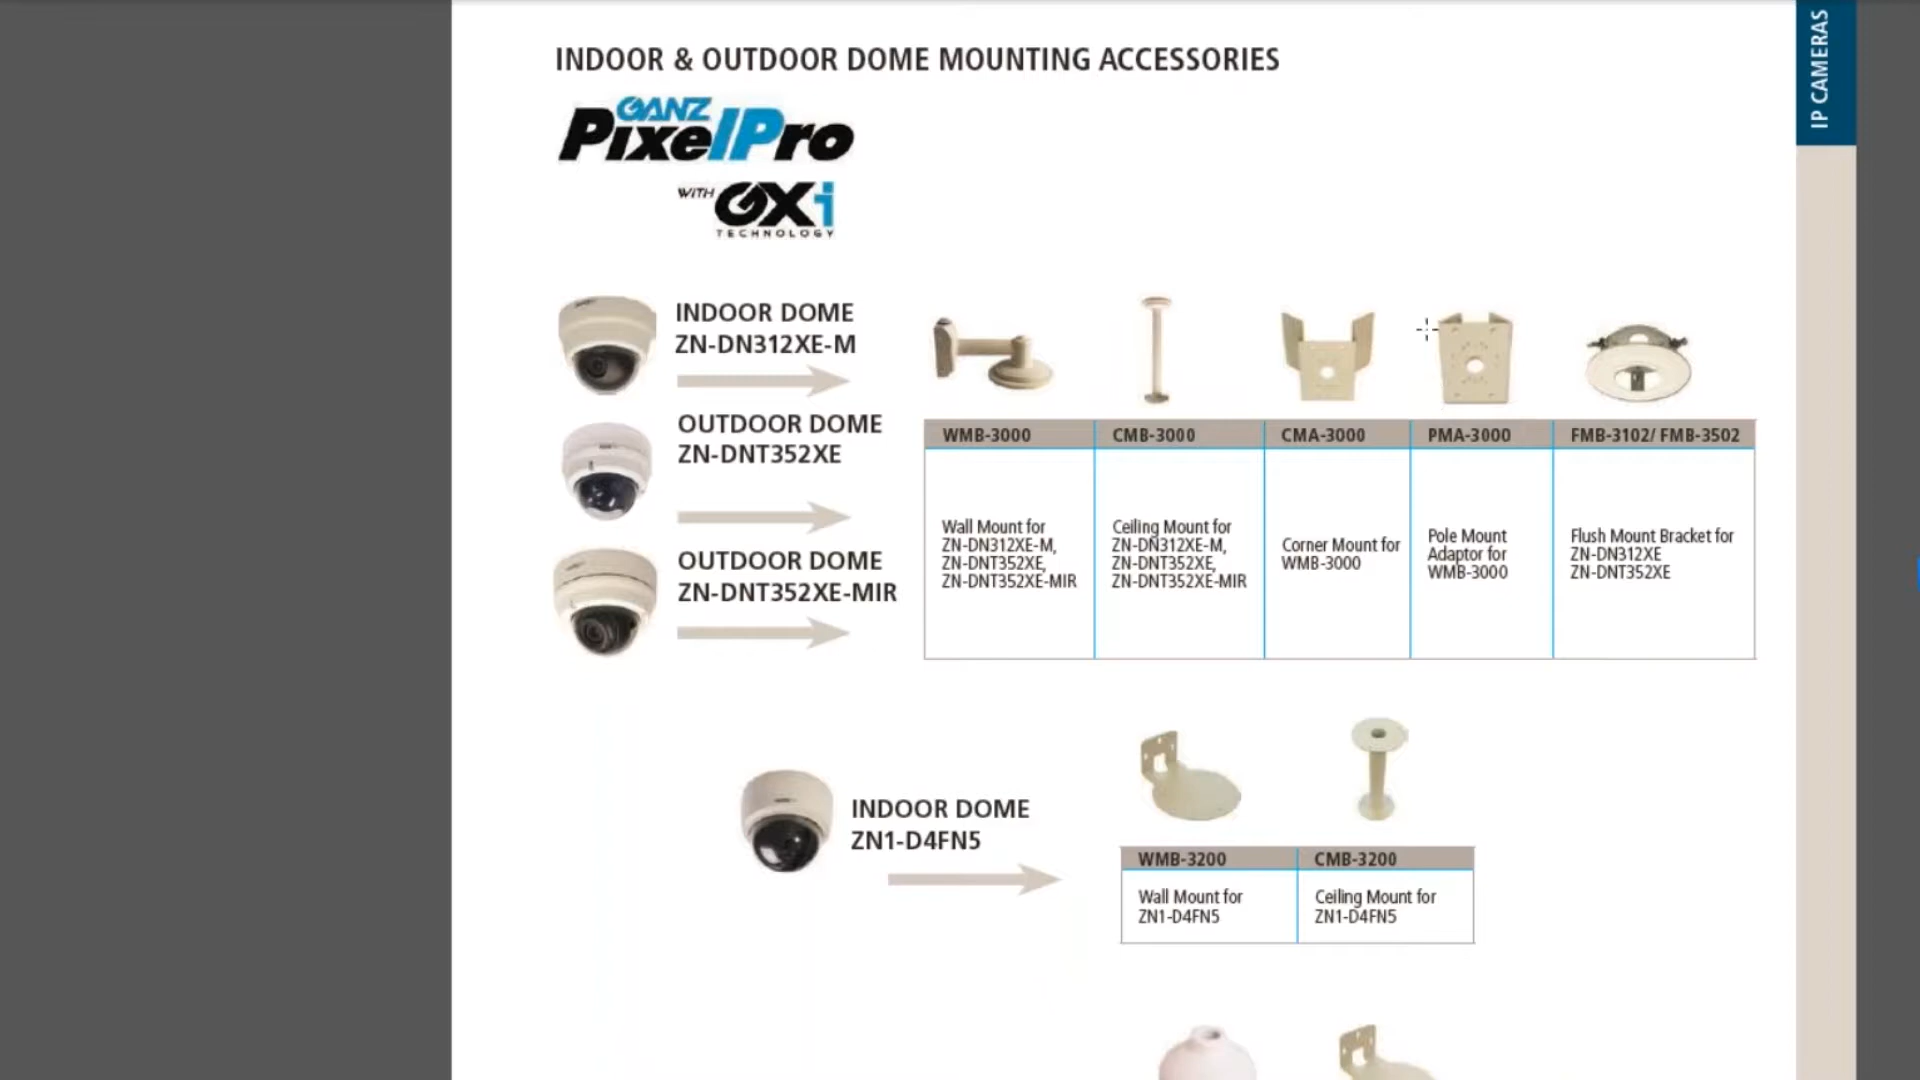 INDOOR & OUTDOOR DOME MOUNTING ACCESSORIES
IP CAMERAS
GANZ
PixelPro
WITH GXi
TECHNOLOGY
INDOOR DOME
ZN-DN312XE-M
OUTDOOR DOME
ZN-DNT352XE
OUTDOOR DOME
ZN-DNT352XE-MIR
WMB-3000
Wall Mount for
ZN-DN312XE-M,
ZN-DNT352XE,
ZN-DNT352XE-MIR
CMB-3000
Ceiling Mount for
ZN-DN312XE-M,
ZN-DNT352XE,
ZN-DNT352XE-MIR
CMA-3000
Corner Mount for
WMB-3000
PMA-3000
Pole Mount
Adaptor for
WMB-3000
FMB-3102/ FMB-3502
Flush Mount Bracket for
ZN-DN312XE
ZN-DNT352XE
INDOOR DOME
ZN1-D4FN5
WMB-3200
Wall Mount for
ZN1-D4FN5
CMB-3200
Ceiling Mount for
ZN1-D4FN5